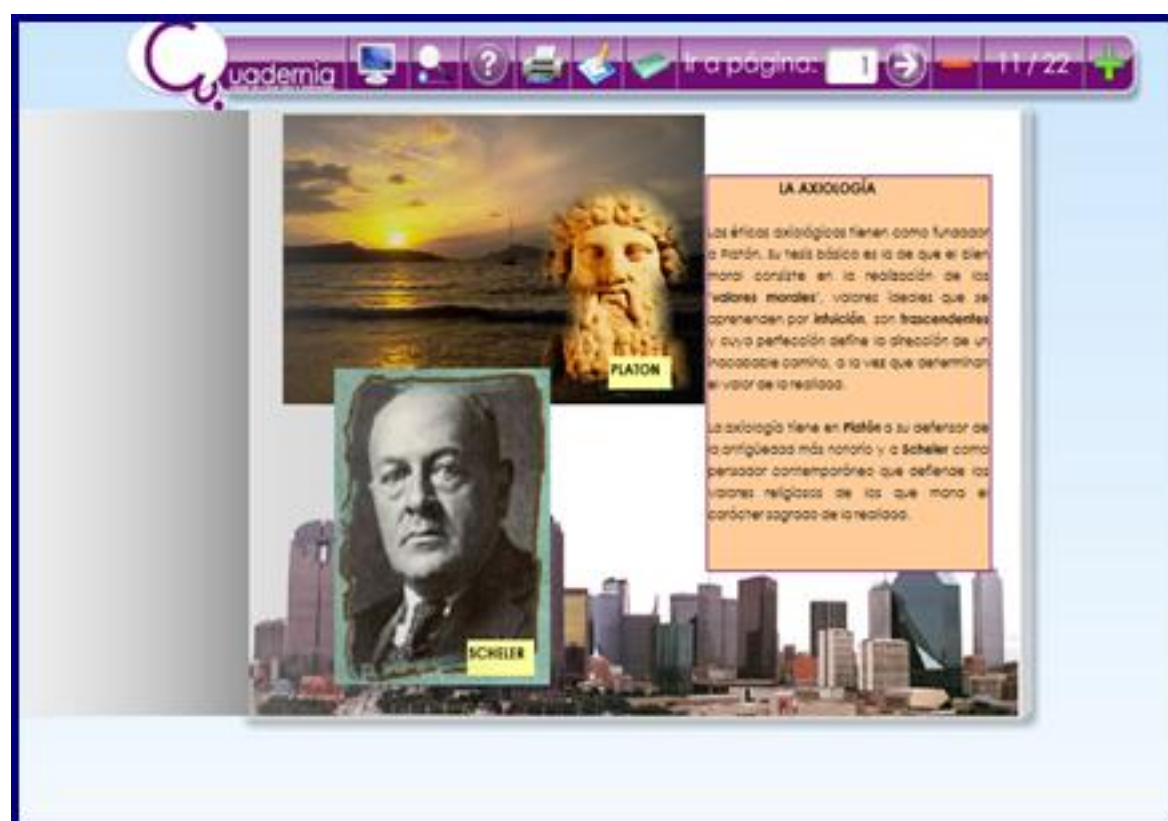 Cuadernia
Ir a página: 1
11 / 22
LA AXIOLOGÍA
Las éticas axiológicas tienen como fundador
a Platón. Su tesis básica es la de que el bien
moral consiste en la realización de los
"valores morales", valores ideales que se
aprehenden por intuición, son trascendentes
y cuya perfección define la dirección de un
inacabable camino, a la vez que determinan
el valor de la realidad.
La axiología tiene en Platón a su defensor de
la antigüedad más notorio y a Scheler como
pensador contemporáneo que defiende los
valores religiosos de los que mana el
carácter sagrado de la realidad.
PLATON
SCHELER